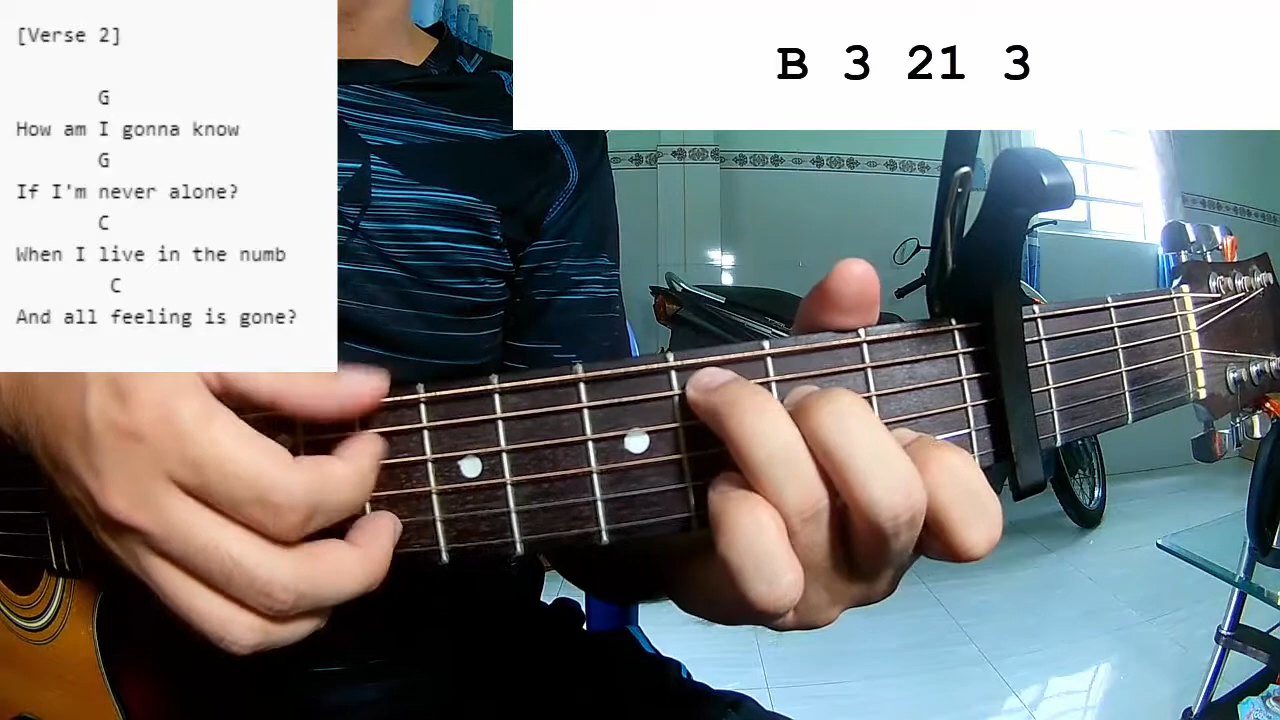 [Verse 2]
G
How am I gonna know
G
If I'm never alone?
C
When I live in the numb
C
And all feeling is gone?
B 3 21 3